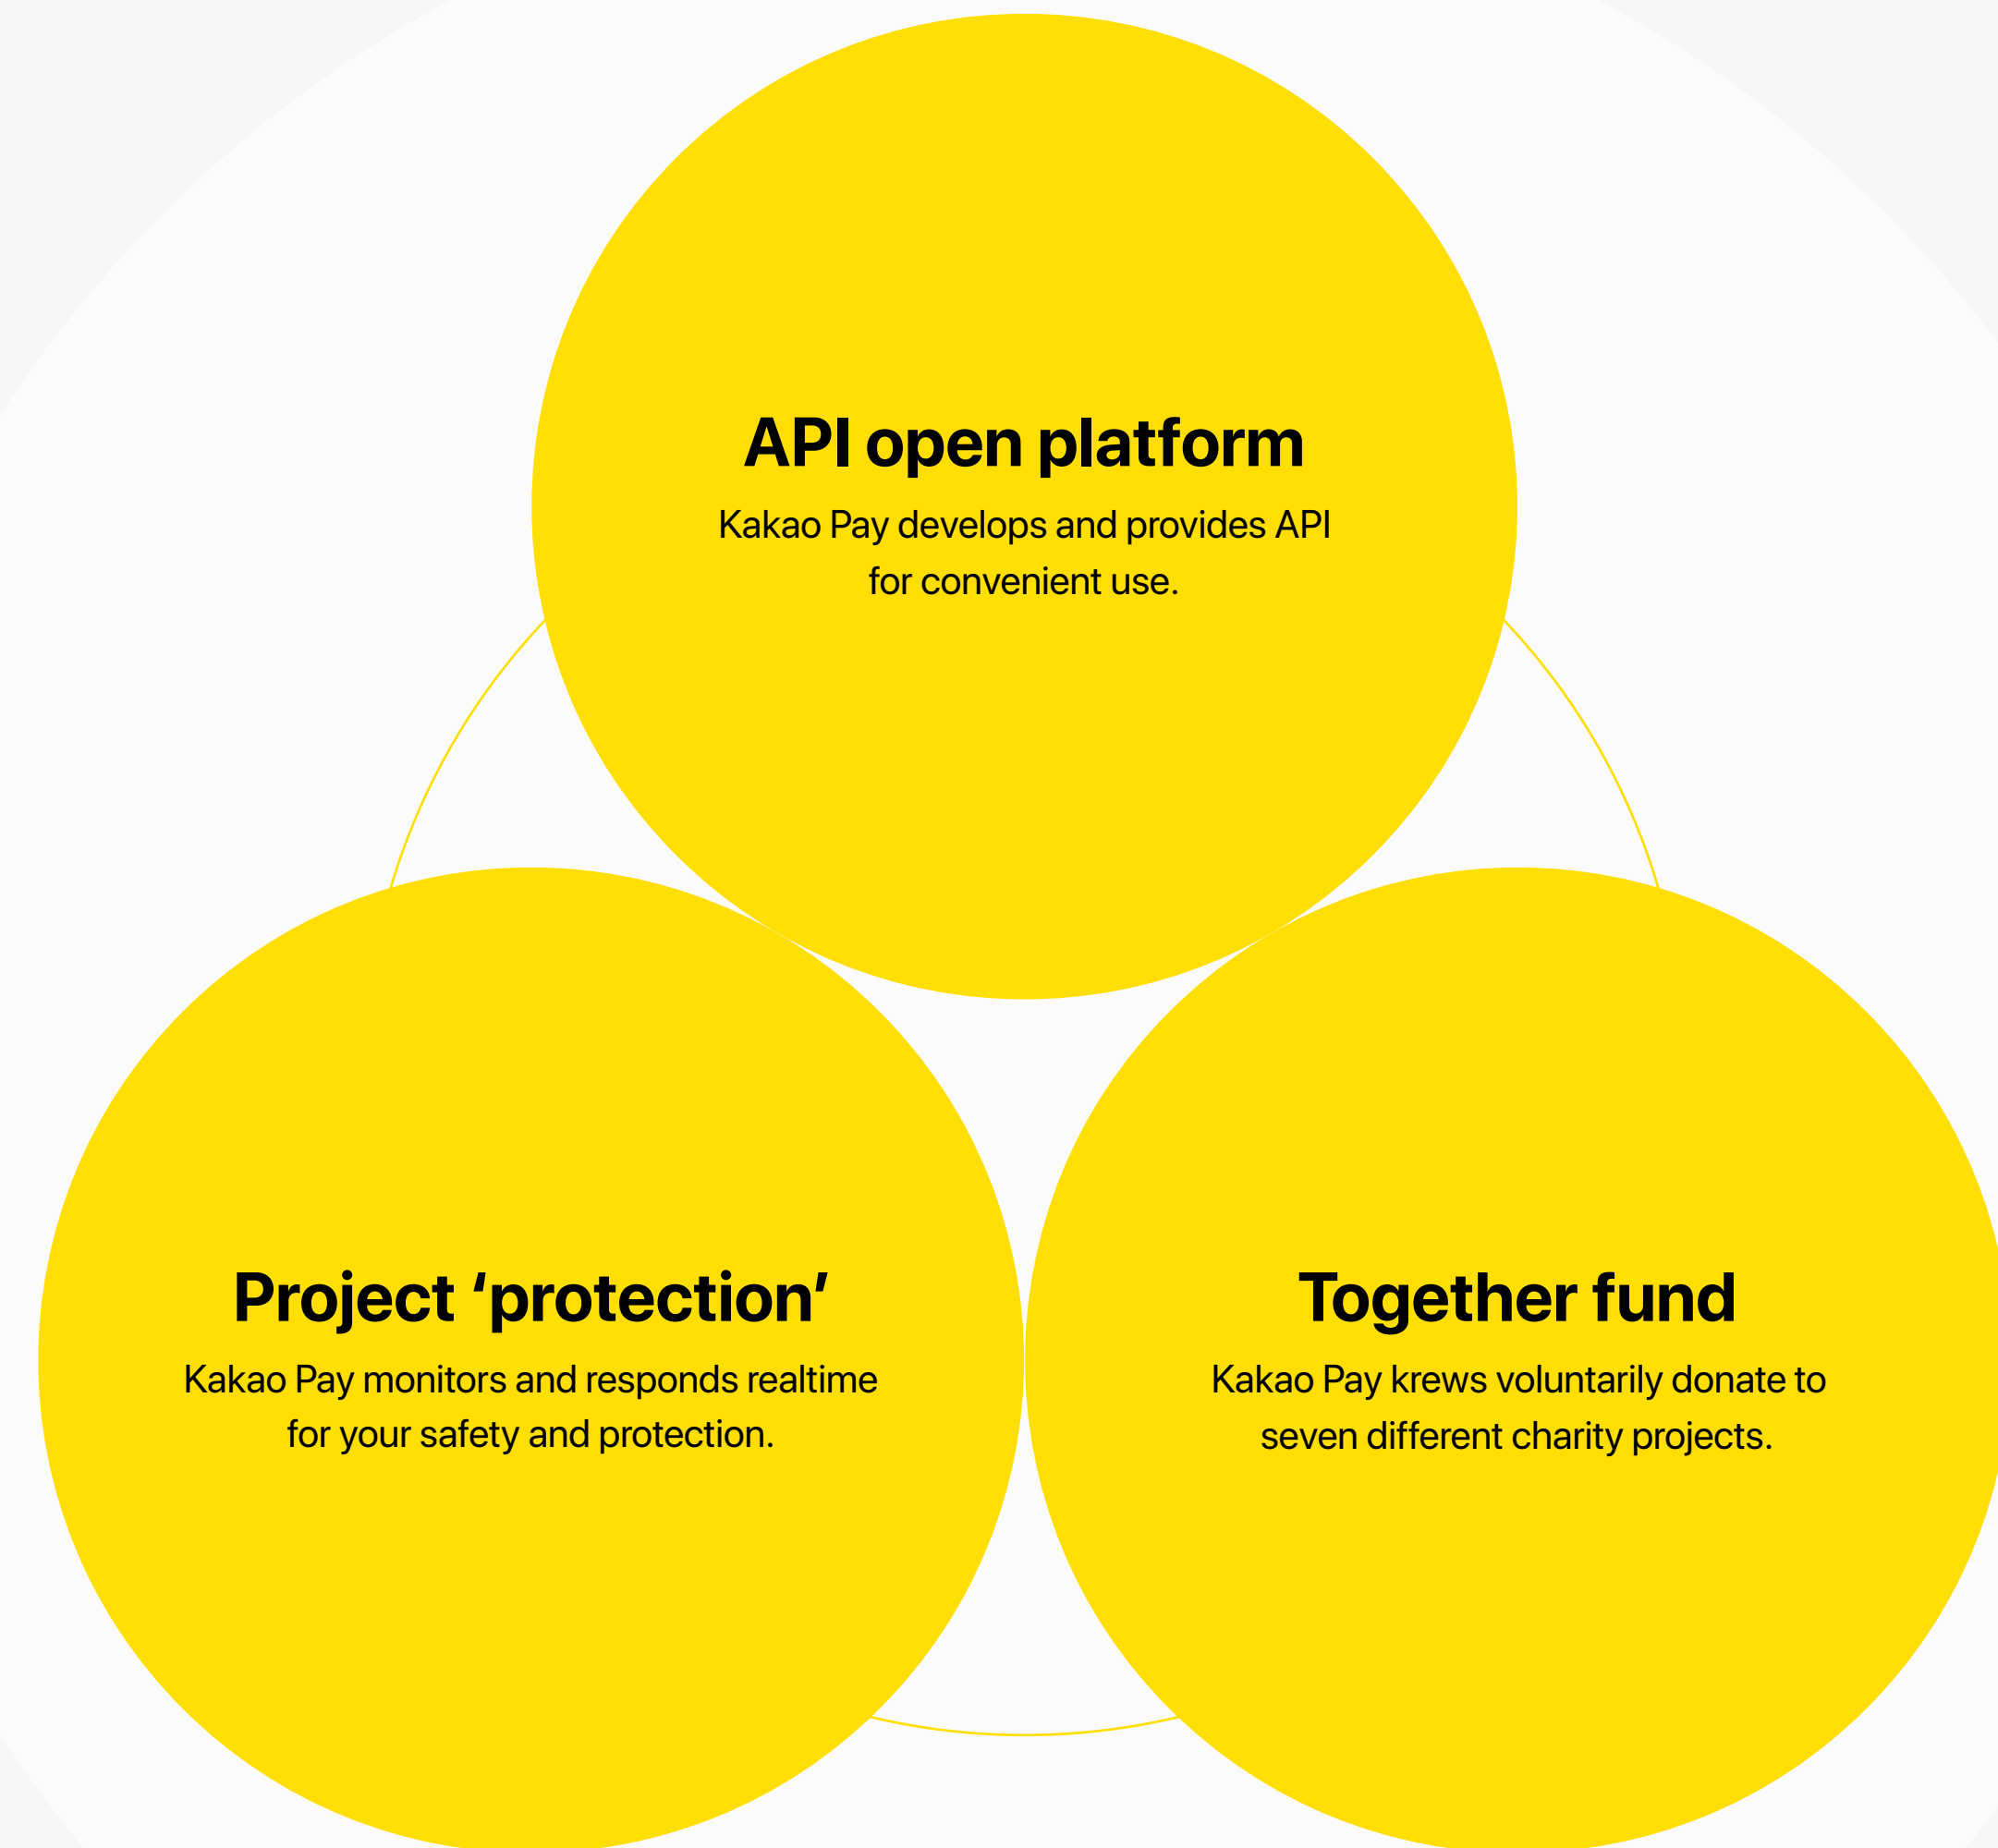 API open platform
Kakao Pay develops and provides API
for convenient use.
Project ‘protection’
Kakao Pay monitors and responds realtime
for your safety and protection.
Together fund
Kakao Pay krews voluntarily donate to
seven different charity projects.